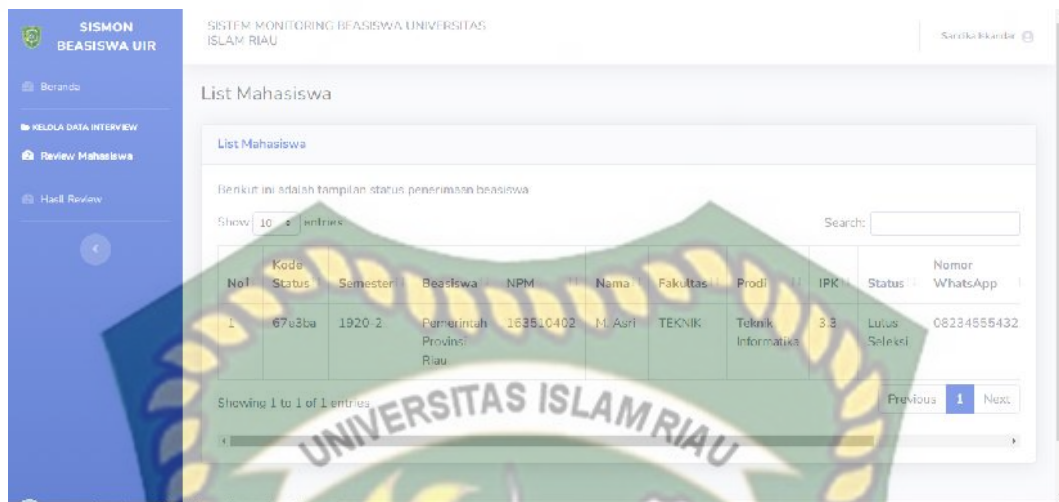 SISMON
BEASISWA UIR
Beranda
KELOLA DATA INTERVIEW
Review Mahasiswa
Hasil Review
SISTEM MONITORING BEASISWA UNIVERSITAS
ISLAM RIAU
List Mahasiswa
List Mahasiswa
Berikut ini adalah tampilan status penerimaan beasiswa
Show 10 entries
Search:
No Kode Status Semester Beasiswa NPM Nama Fakultas Prodi IPK Status Nomor WhatsApp
1 67e3ba 1920-2 Pemerintah Provinsi Riau 163510402 M. Asri TEKNIK Teknik Informatika 3.3 Lulus Seleksi 08234555432
Showing 1 to 1 of 1 entries
Previous 1 Next
UNIVERSITAS ISLAM RIAU